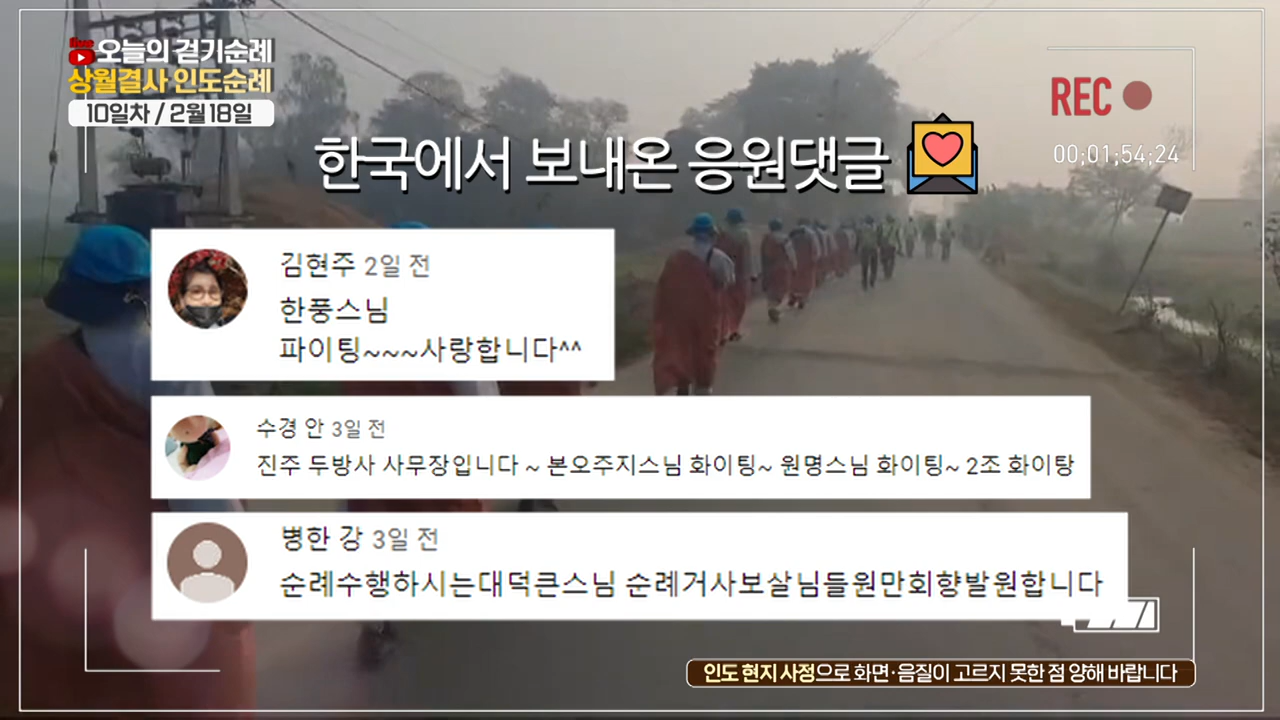 live
오늘의 걷기순례
상월결사 인도순례
10일차 / 2월 18일
REC
00;01;54;24
한국에서 보내온 응원댓글
김현주 2일 전
한풍스님
파이팅~~~사랑합니다^^
수경 안 3일 전
진주 두방사 사무장입니다 ~ 본오주지스님 화이팅~ 원명스님 화이팅~ 2조 화이탕
병한 강 3일 전
순례수행하시는대덕큰스님 순례거사보살님들원만회향발원합니다
인도 현지 사정으로 화면·음질이 고르지 못한 점 양해 바랍니다